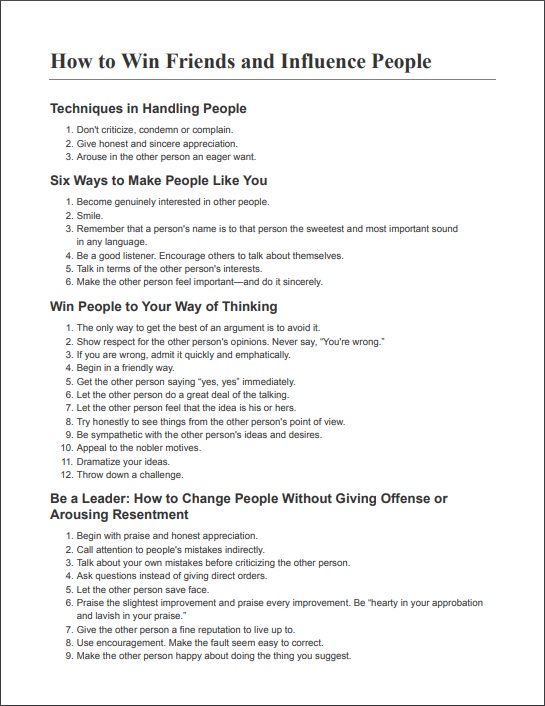 How to Win Friends and Influence People
Techniques in Handling People
1. Don't criticize, condemn or complain.
2. Give honest and sincere appreciation.
3. Arouse in the other person an eager want.
Six Ways to Make People Like You
1. Become genuinely interested in other people.
2. Smile.
3. Remember that a person's name is to that person the sweetest and most important sound
in any language.
4. Be a good listener. Encourage others to talk about themselves.
5. Talk in terms of the other person's interests.
6. Make the other person feel important—and do it sincerely.
Win People to Your Way of Thinking
1. The only way to get the best of an argument is to avoid it.
2. Show respect for the other person's opinions. Never say, “You're wrong.”
3. If you are wrong, admit it quickly and emphatically.
4. Begin in a friendly way.
5. Get the other person saying “yes, yes” immediately.
6. Let the other person do a great deal of the talking.
7. Let the other person feel that the idea is his or hers.
8. Try honestly to see things from the other person's point of view.
9. Be sympathetic with the other person's ideas and desires.
10. Appeal to the nobler motives.
11. Dramatize your ideas.
12. Throw down a challenge.
Be a Leader: How to Change People Without Giving Offense or
Arousing Resentment
1. Begin with praise and honest appreciation.
2. Call attention to people's mistakes indirectly.
3. Talk about your own mistakes before criticizing the other person.
4. Ask questions instead of giving direct orders.
5. Let the other person save face.
6. Praise the slightest improvement and praise every improvement. Be “hearty in your approbation
and lavish in your praise.”
7. Give the other person a fine reputation to live up to.
8. Use encouragement. Make the fault seem easy to correct.
9. Make the other person happy about doing the thing you suggest.